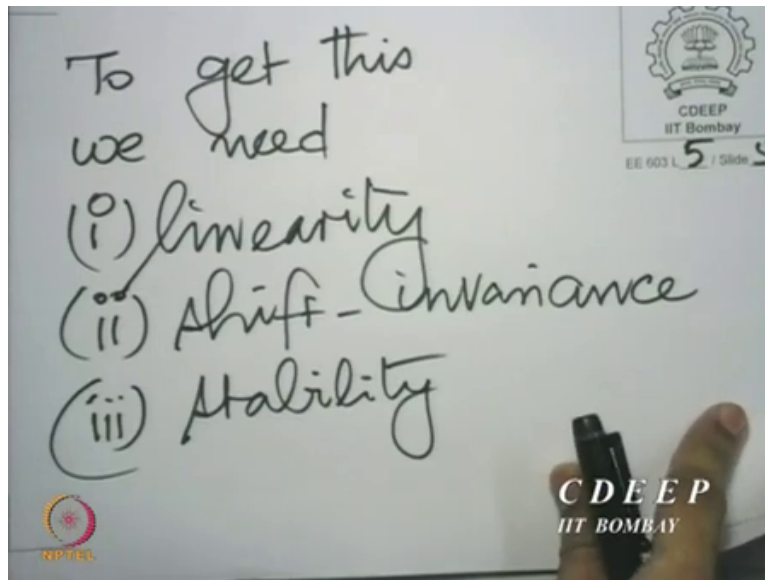 To get this
we need
(i) linearity
(ii) shift-invariance
(iii) stability
CDEEP
IIT Bombay
EE 603 L 5 / Slide
CDEEP
IIT BOMBAY
NPTEL